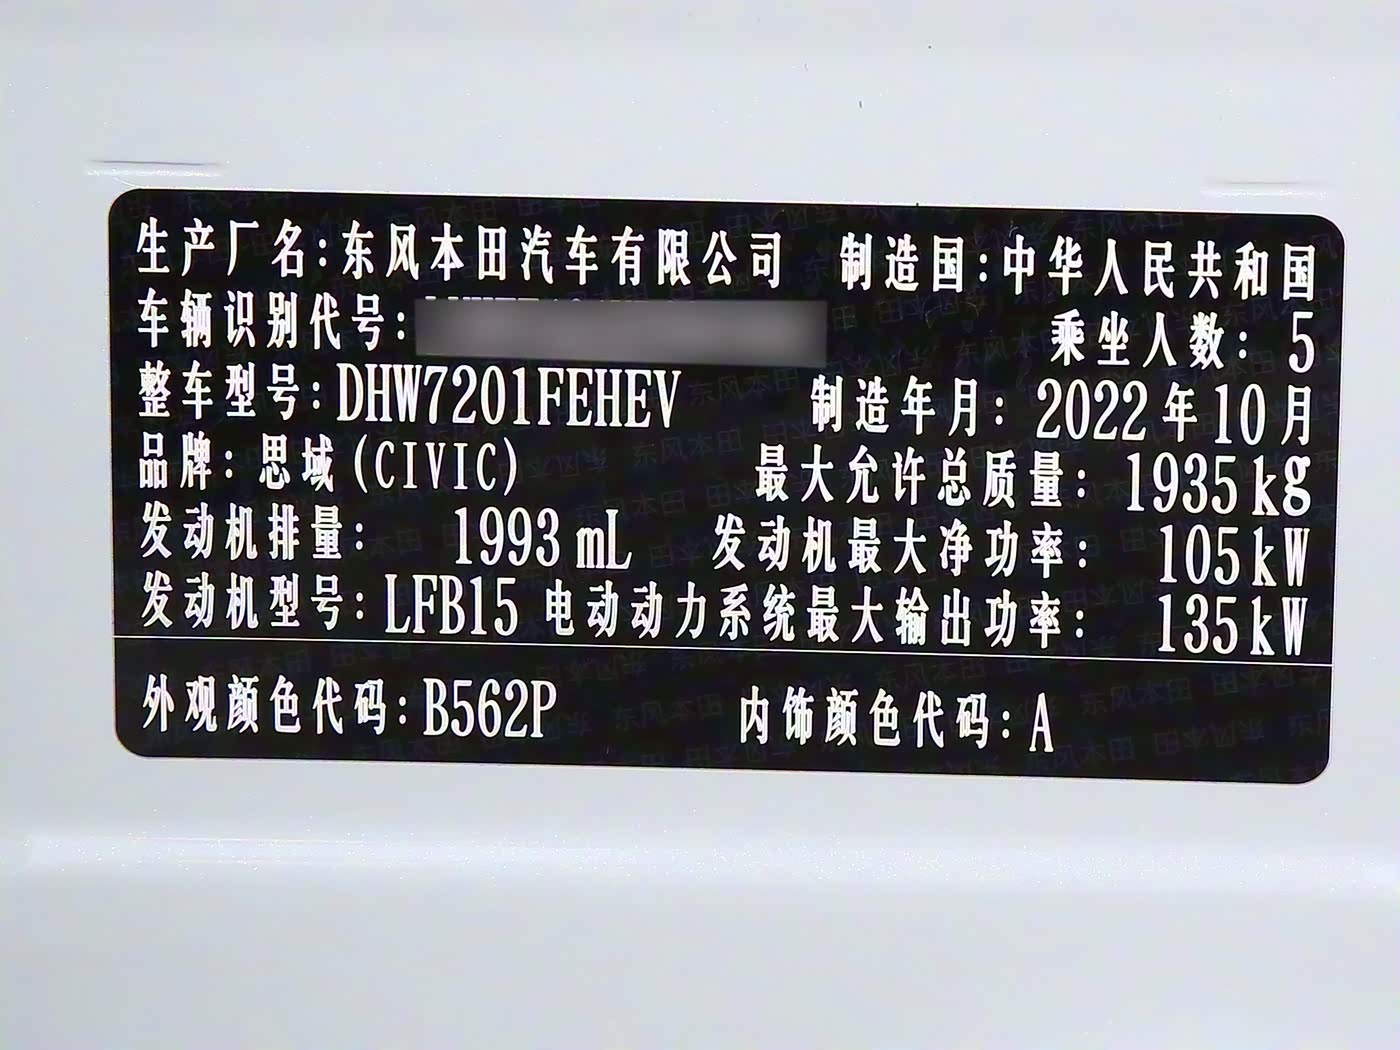 生产厂名:东风本田汽车有限公司 制造国:中华人民共和国
车辆识别代号: 乘坐人数: 5
整车型号:DHW7201FEHEV 制造年月: 2022年10月
品牌: 思域(CIVIC) 最大允许总质量: 1935kg
发动机排量: 1993 mL 发动机最大净功率: 105kW
发动机型号:LFB15 电动动力系统最大输出功率: 135kW
外观颜色代码:B562P 内饰颜色代码:A